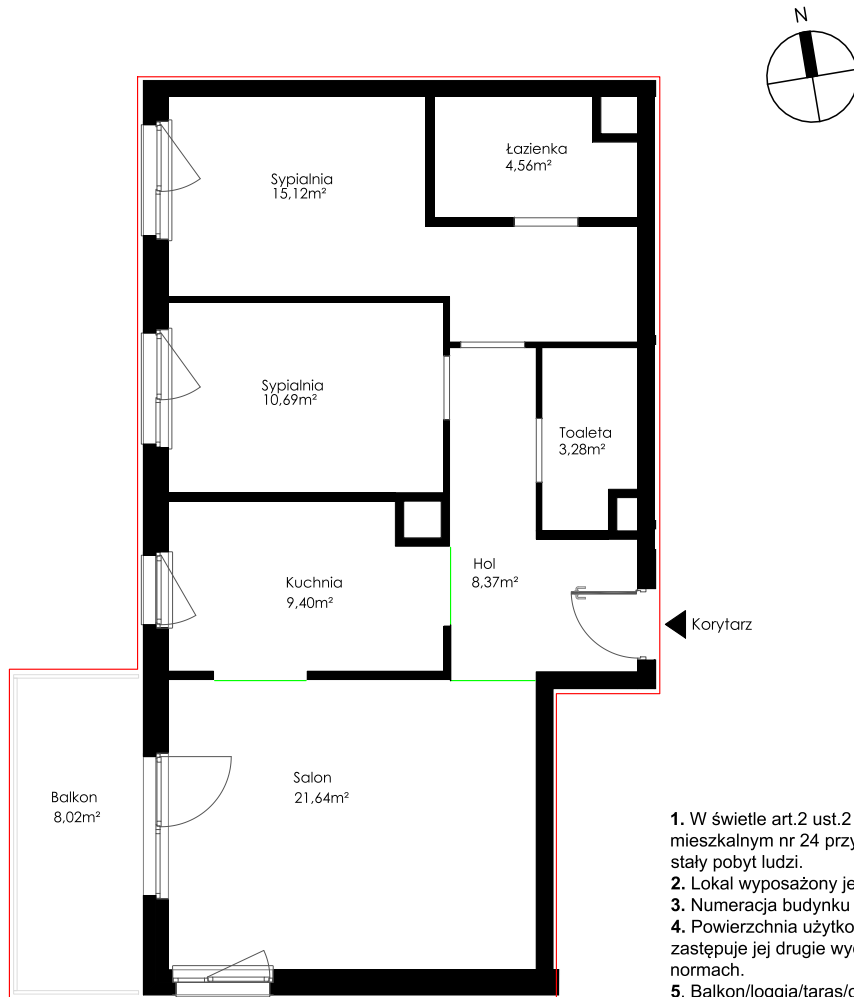 N
Łazienka
4,56m²
Sypialnia
15,12m²
Sypialnia
10,69m²
Toaleta
3,28m²
Hol
8,37m²
Kuchnia
9,40m²
Korytarz
Salon
21,64m²
Balkon
8,02m²
1. W świetle art.2 ust.2
mieszkalnym nr 24 przy
stały pobyt ludzi.
2. Lokal wyposażony je
3. Numeracja budynku
4. Powierzchnia użytko
zastępuje jej drugie wyd
normach.
5. Balkon/loggia/taras/o